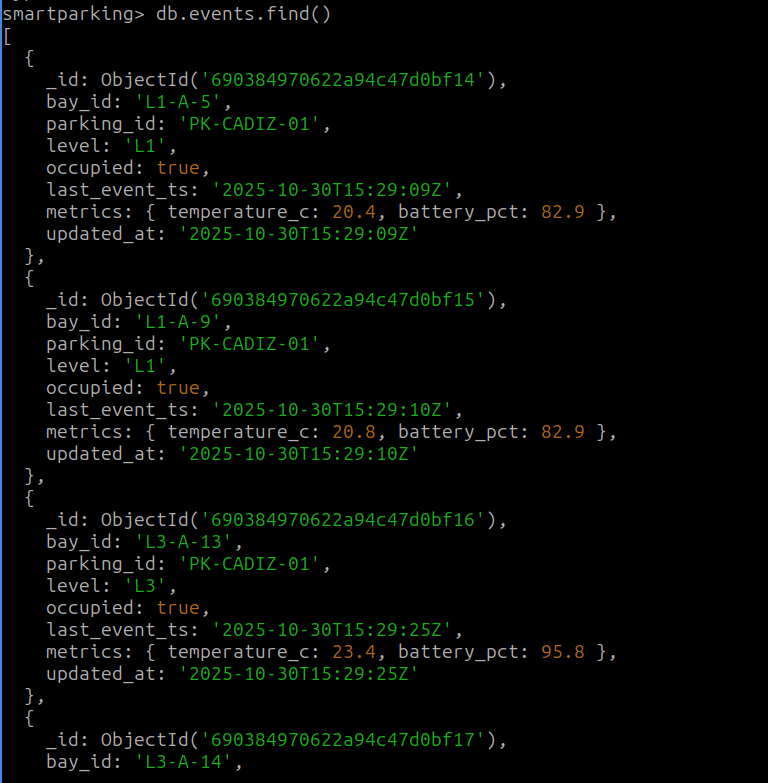 smartparking> db.events.find()
[
  {
    _id: ObjectId('690384970622a94c47d0bf14'),
    bay_id: 'L1-A-5',
    parking_id: 'PK-CADIZ-01',
    level: 'L1',
    occupied: true,
    last_event_ts: '2025-10-30T15:29:09Z',
    metrics: { temperature_c: 20.4, battery_pct: 82.9 },
    updated_at: '2025-10-30T15:29:09Z'
  },
  {
    _id: ObjectId('690384970622a94c47d0bf15'),
    bay_id: 'L1-A-9',
    parking_id: 'PK-CADIZ-01',
    level: 'L1',
    occupied: true,
    last_event_ts: '2025-10-30T15:29:10Z',
    metrics: { temperature_c: 20.8, battery_pct: 82.9 },
    updated_at: '2025-10-30T15:29:10Z'
  },
  {
    _id: ObjectId('690384970622a94c47d0bf16'),
    bay_id: 'L3-A-13',
    parking_id: 'PK-CADIZ-01',
    level: 'L3',
    occupied: true,
    last_event_ts: '2025-10-30T15:29:25Z',
    metrics: { temperature_c: 23.4, battery_pct: 95.8 },
    updated_at: '2025-10-30T15:29:25Z'
  },
  {
    _id: ObjectId('690384970622a94c47d0bf17'),
    bay_id: 'L3-A-14',